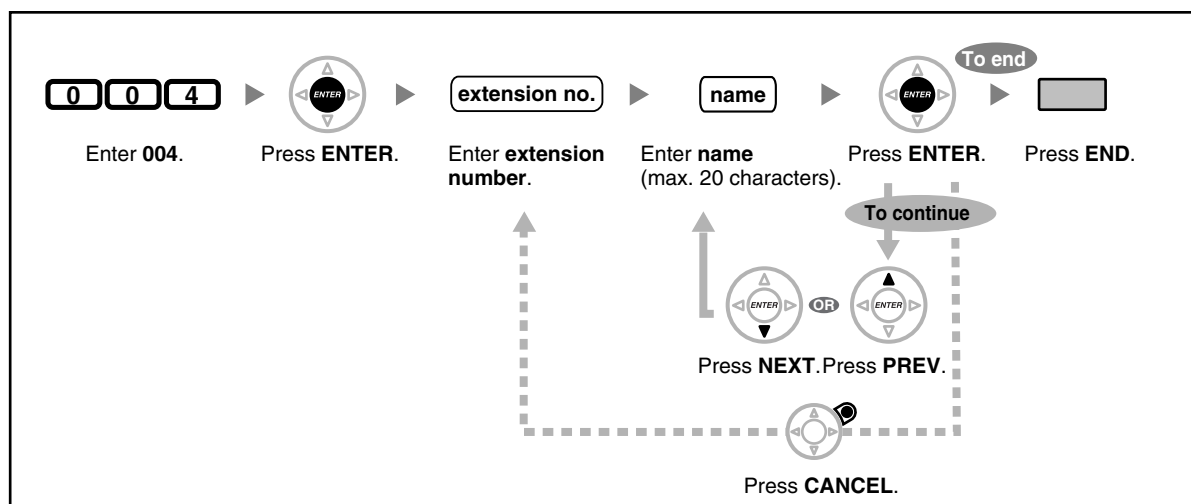 To end
0 0 4
ENTER
extension no.
name
ENTER
Enter 004.
Press ENTER.
Enter extension
number.
Enter name
(max. 20 characters).
Press ENTER.
Press END.
To continue
ENTER
OR
ENTER
Press NEXT.
Press PREV.
Press CANCEL.